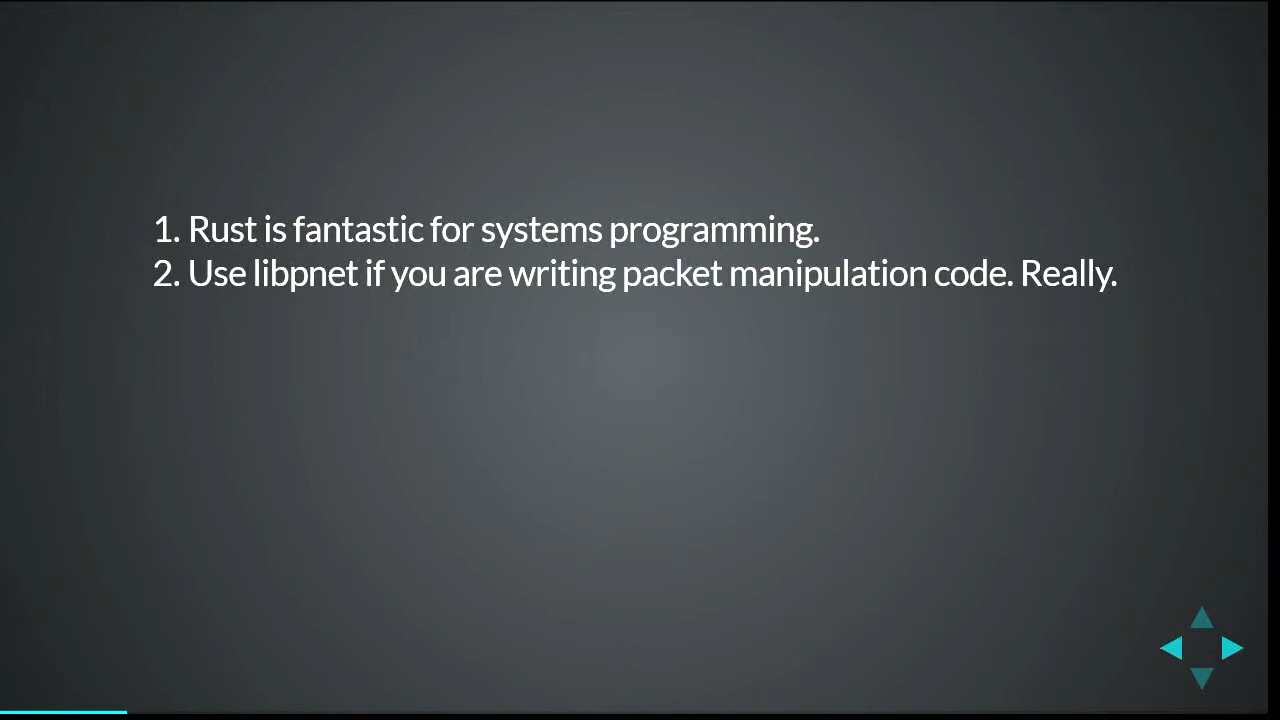 1. Rust is fantastic for systems programming.
2. Use libpnet if you are writing packet manipulation code. Really.